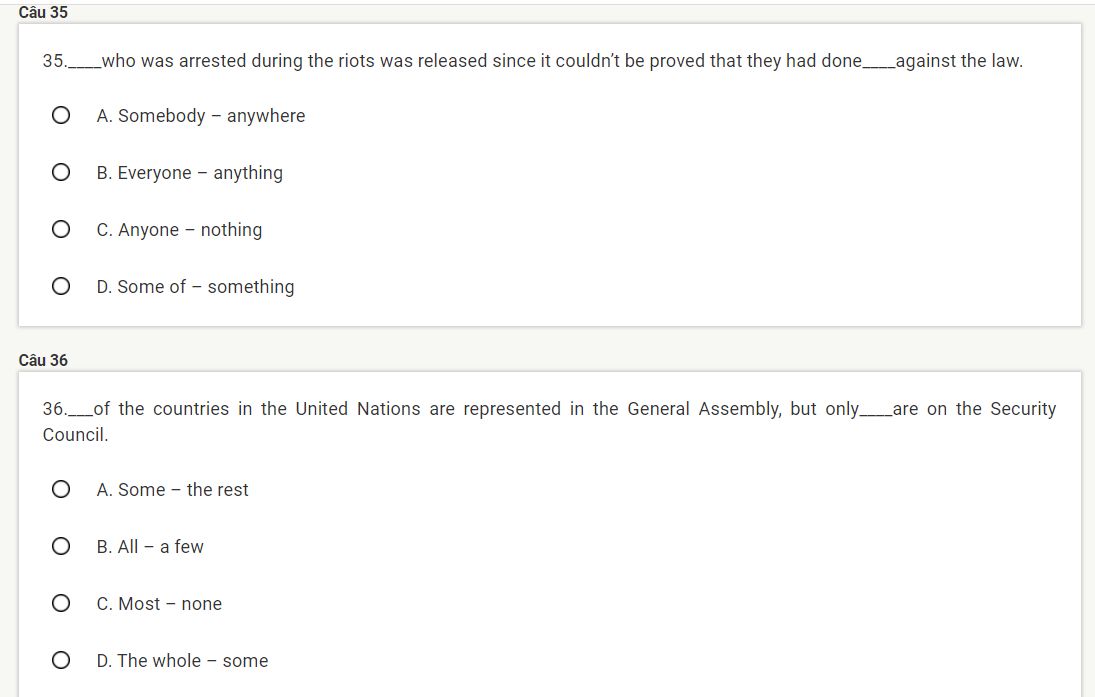 Câu 35
35.____who was arrested during the riots was released since it couldn’t be proved that they had done____against the law.
A. Somebody – anywhere
B. Everyone – anything
C. Anyone – nothing
D. Some of – something
Câu 36
36.___of the countries in the United Nations are represented in the General Assembly, but only____are on the Security
Council.
A. Some – the rest
B. All – a few
C. Most – none
D. The whole – some